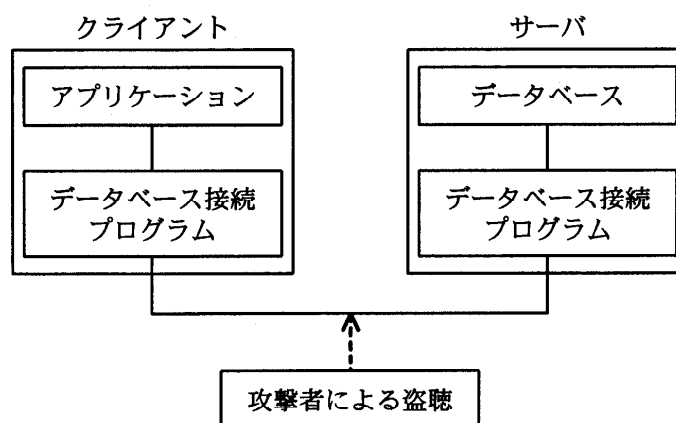 クライアント
サーバ
アプリケーション
データベース
データベース接続
プログラム
データベース接続
プログラム
攻撃者による盗聴